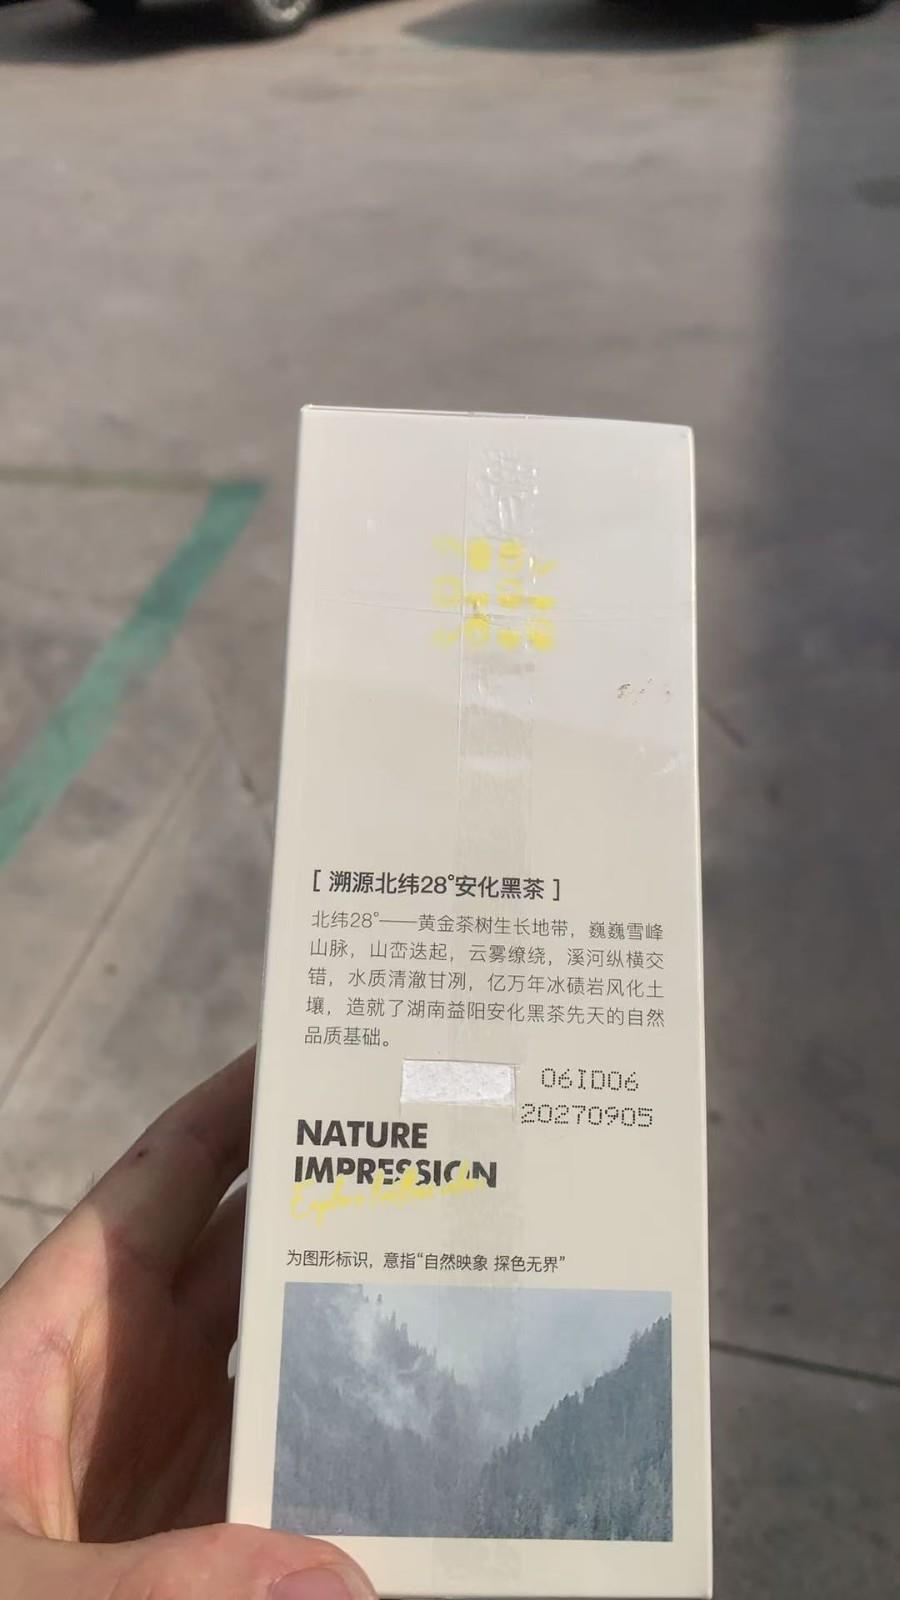 [ 溯源北纬28°安化黑茶 ]
北纬28°——黄金茶树生长地带，巍巍雪峰
山脉，山峦迭起，云雾缭绕，溪河纵横交
错，水质清澈甘冽，亿万年冰碛岩风化土
壤，造就了湖南益阳安化黑茶先天的自然
品质基础。
06ID06
20270905
NATURE
IMPRESSION
为图形标识，意指“自然映象 探色无界”